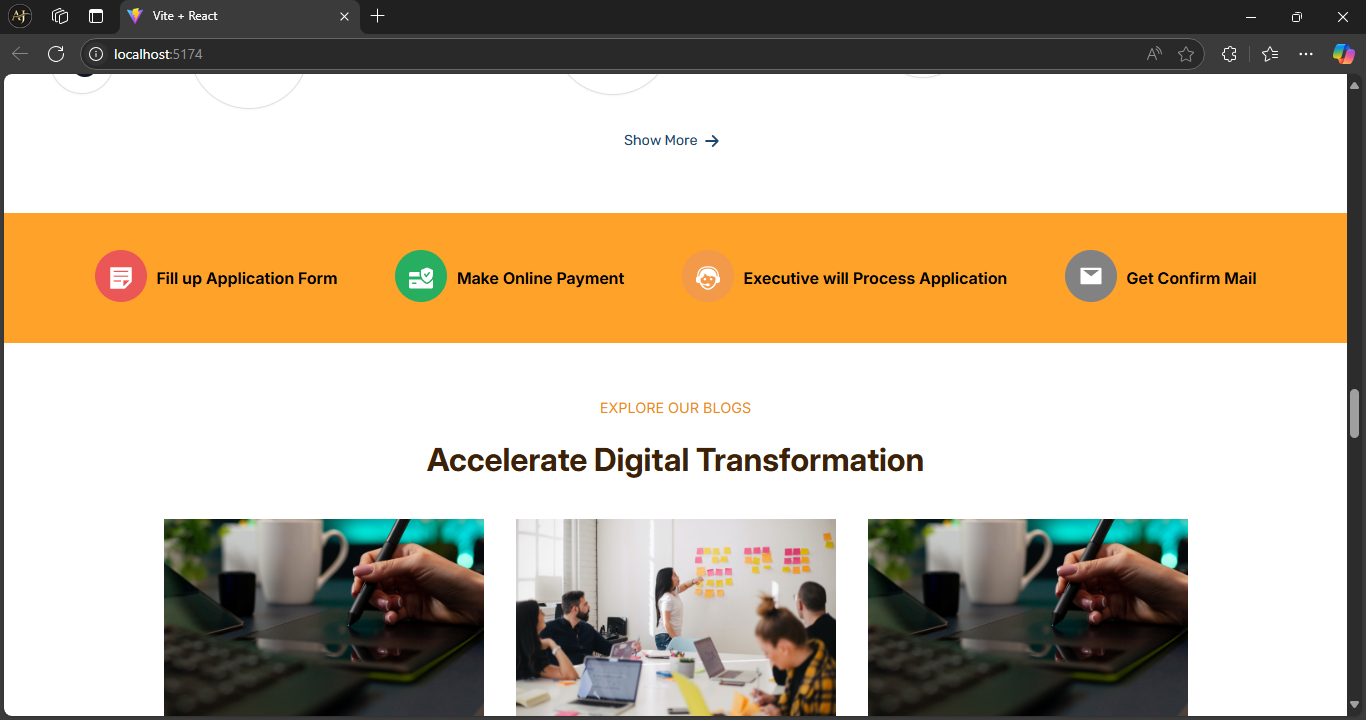 Vite + React
localhost:5174
Show More
Fill up Application Form
Make Online Payment
Executive will Process Application
Get Confirm Mail
EXPLORE OUR BLOGS
Accelerate Digital Transformation